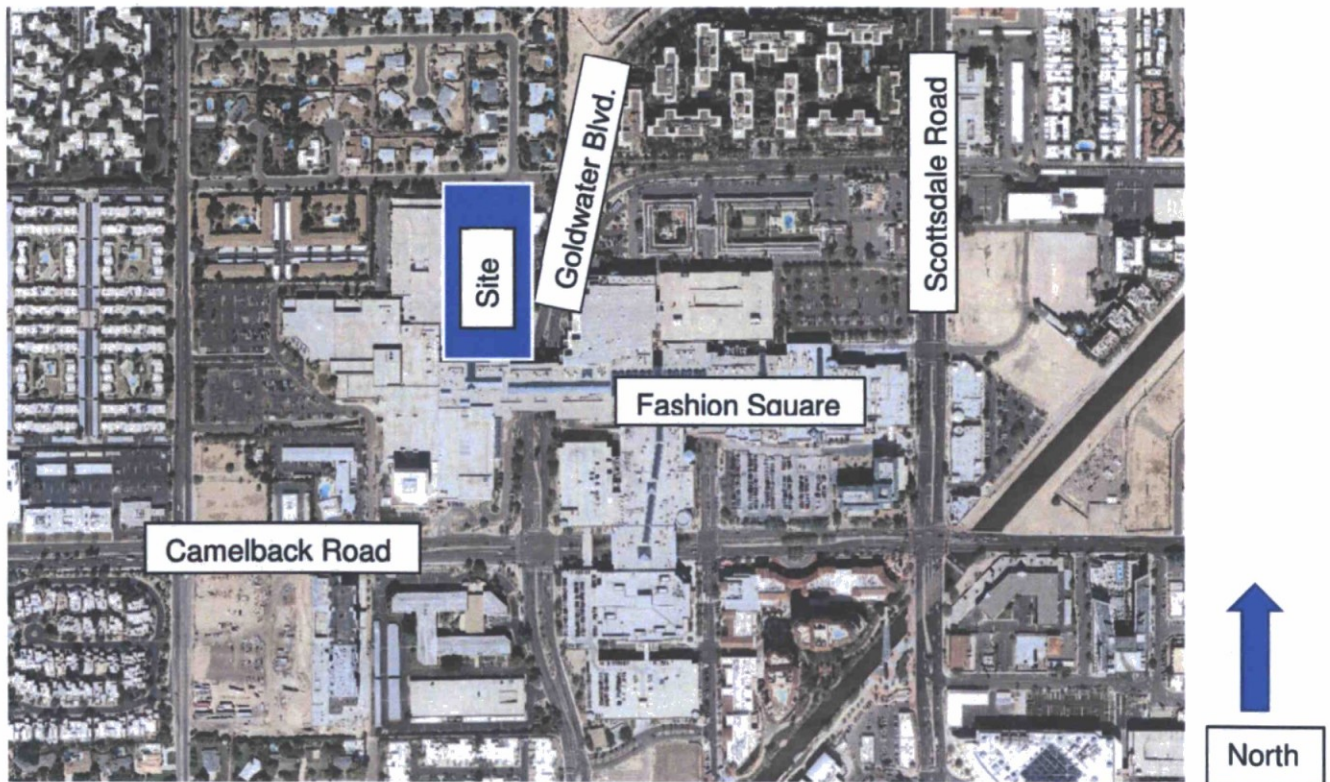 Goldwater Blvd.
Scottsdale Road
Site
Fashion Square
Camelback Road
North